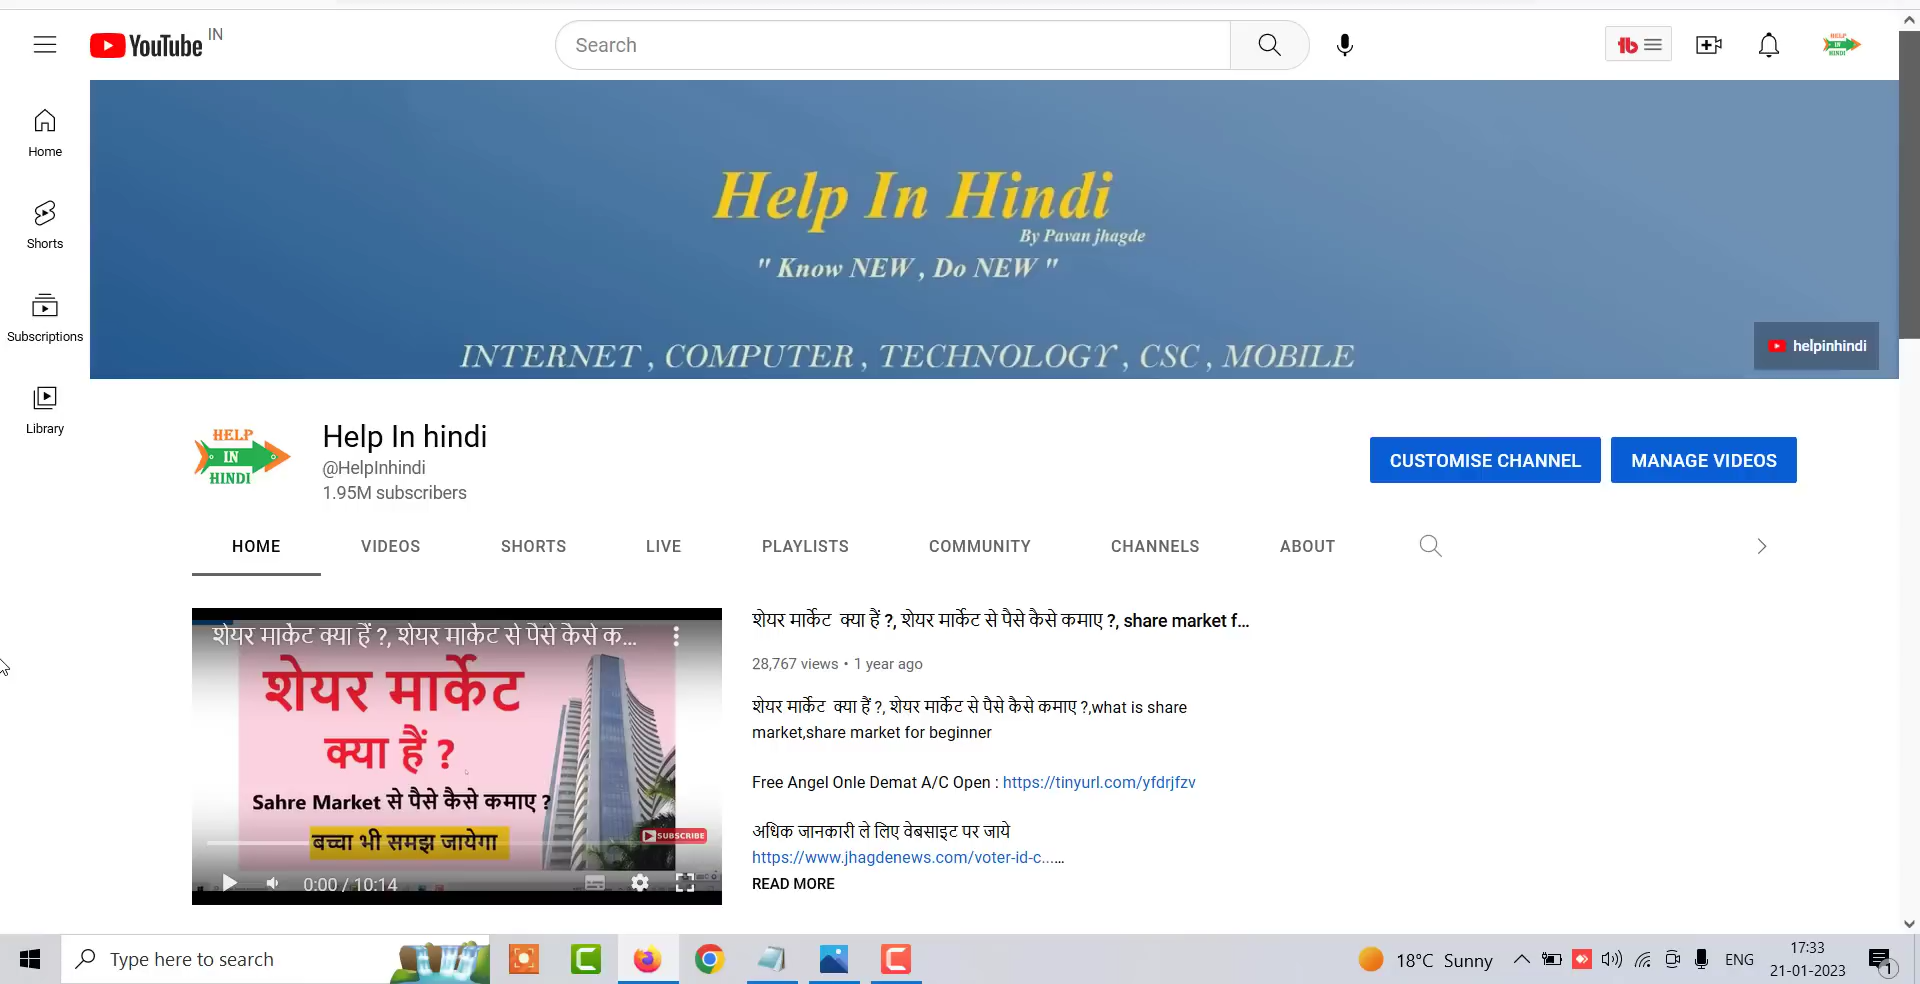 YouTube IN
Search
Home
Shorts
Subscriptions
Library
Help In Hindi
By Pavan jhagde
" Know NEW , Do NEW "
INTERNET , COMPUTER , TECHNOLOGY , CSC , MOBILE
helpinhindi
HELP
IN
HINDI
Help In hindi
@HelpInhindi
1.95M subscribers
CUSTOMISE CHANNEL
MANAGE VIDEOS
HOME VIDEOS SHORTS LIVE PLAYLISTS COMMUNITY CHANNELS ABOUT
शेयर मार्केट क्या हैं ?, शेयर मार्केट से पैसे कैसे क...
शेयर मार्केट
क्या हैं ?
Sahre Market से पैसे कैसे कमाए ?
बच्चा भी समझ जायेगा
SUBSCRIBE
0:00 / 10:14
शेयर मार्केट क्या हैं ?, शेयर मार्केट से पैसे कैसे कमाए ?, share market f...
28,767 views • 1 year ago
शेयर मार्केट क्या हैं ?, शेयर मार्केट से पैसे कैसे कमाए ?,what is share
market,share market for beginner
Free Angel Onle Demat A/C Open : https://tinyurl.com/yfdrjfzv
अधिक जानकारी ले लिए वेबसाइट पर जाये
https://www.jhagdenews.com/voter-id-c......
READ MORE
Type here to search
18°C Sunny
ENG
17:33
21-01-2023
1